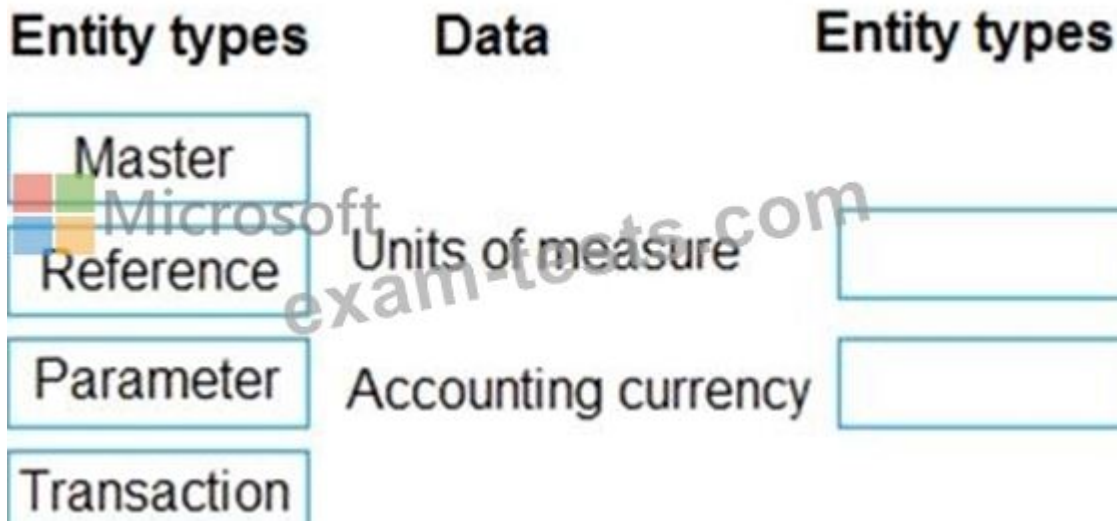 Entity types Data Entity types
Master
Microsoft
Reference
Units of measure
exam-tests.com
Parameter
Accounting currency
Transaction